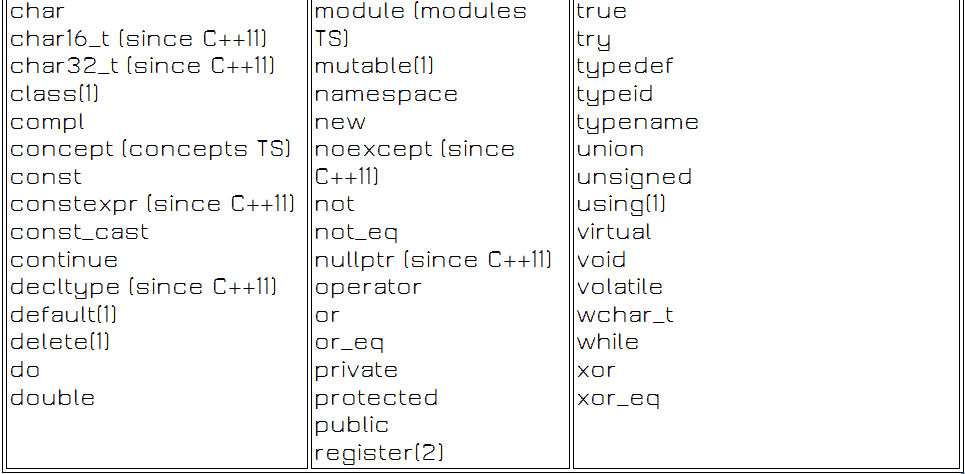 char
char16_t (since C++11)
char32_t (since C++11)
class(1)
compl
concept (concepts TS)
const
constexpr (since C++11)
const_cast
continue
decltype (since C++11)
default(1)
delete(1)
do
double
module (modules
TS)
mutable(1)
namespace
new
noexcept (since
C++11)
not
not_eq
nullptr (since C++11)
operator
or
or_eq
private
protected
public
register(2)
true
try
typedef
typeid
typename
union
unsigned
using(1)
virtual
void
volatile
wchar_t
while
xor
xor_eq